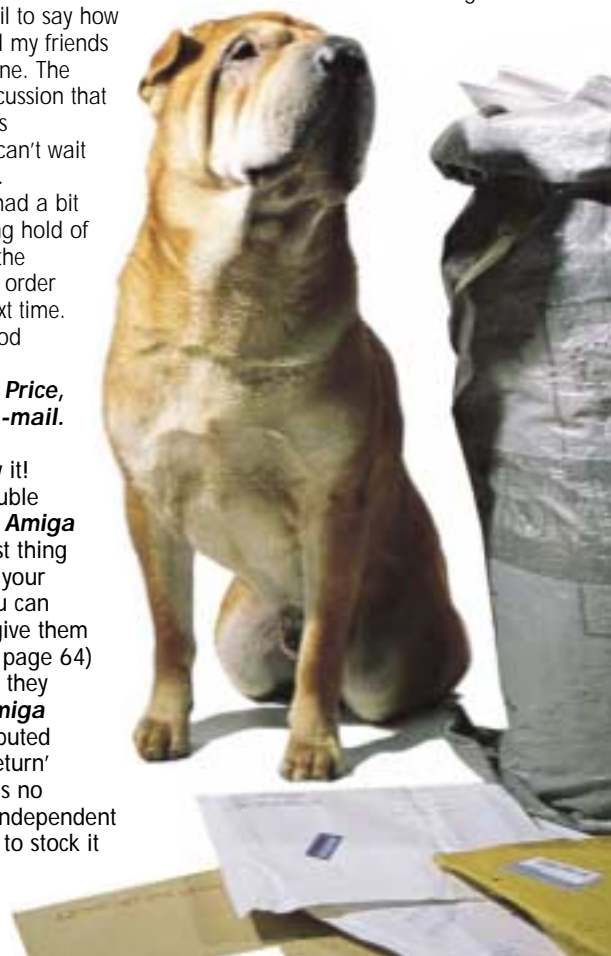 il to say how
l my friends
ne. The
cussion that
s
can't wait
.
had a bit
ng hold of
the
order
xt time.
od
Price,
-mail.
w it!
uble
Amiga
st thing
your
u can
give them
page 64)
they
miga
buted
eturn'
s no
ndependent
to stock it